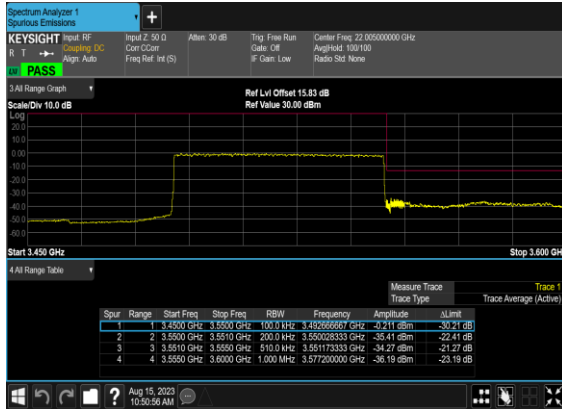 Spectrum Analyzer 1
Spurious Emissions
KEYSIGHT Input: RF Input Z: 50 Ω Atten: 30 dB Trig: Free Run Center Freq: 22.005000000 GHz
R T Coupling: DC Corr CCorr Gate: Off Avg|Hold: 100/100
Align: Auto Freq Ref: Int (S) IF Gain: Low Radio Std: None
PASS
3 All Range Graph
Ref Lvl Offset 15.83 dB
Scale/Div 10.0 dB Ref Value 30.00 dBm
Log
20.0
10.0
0.00
-10.0
-20.0
-30.0
-40.0
-50.0
-60.0
Start 3.450 GHz Stop 3.600 GH
4 All Range Table
Measure Trace Trace 1
Trace Type Trace Average (Active)
Spur Range Start Freq Stop Freq RBW Frequency Amplitude ΔLimit
1 1 3.4500 GHz 3.5500 GHz 100.0 kHz 3.492666667 GHz -0.211 dBm -30.21 dB
2 2 3.5500 GHz 3.5510 GHz 200.0 kHz 3.550028333 GHz -35.41 dBm -22.41 dB
3 3 3.5510 GHz 3.5550 GHz 510.0 kHz 3.551173333 GHz -34.27 dBm -21.27 dB
4 4 3.5550 GHz 3.6000 GHz 1.000 MHz 3.577200000 GHz -36.19 dBm -23.19 dB
Aug 15, 2023
10:50:56 AM